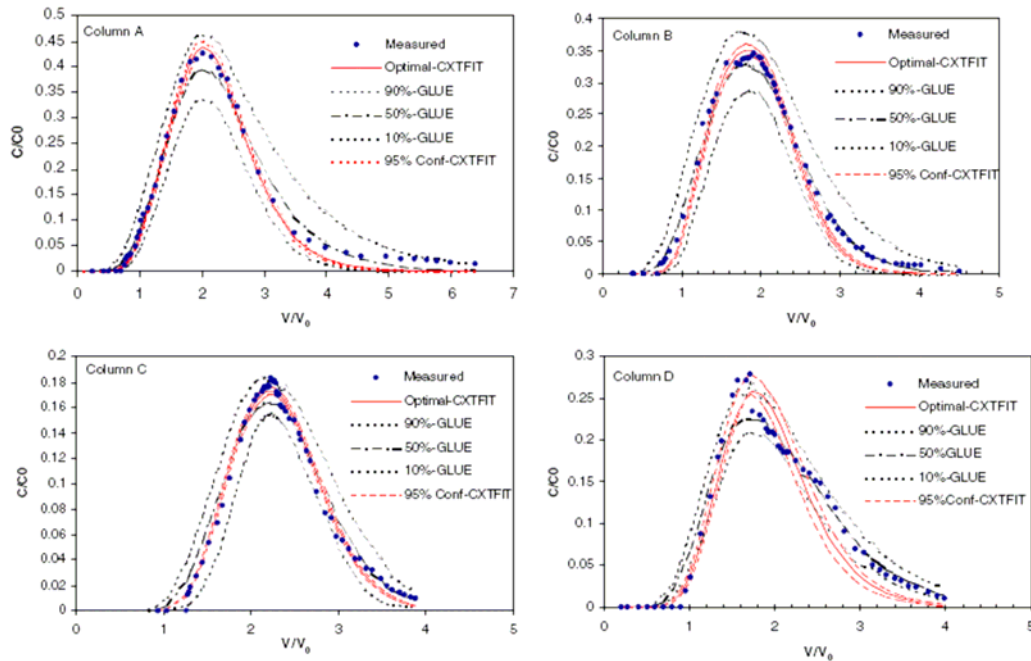 Column A
Measured
Optimal-CXTFIT
90%-GLUE
50%-GLUE
10%-GLUE
95% Conf-CXTFIT
C/C0
0.5
0.45
0.4
0.35
0.3
0.25
0.2
0.15
0.1
0.05
0
0 1 2 3 4 5 6 7
V/V0
Column B
Measured
Optimal-CXTFIT
90%-GLUE
50%-GLUE
10%-GLUE
95% Conf-CXTFIT
C/C0
0.4
0.35
0.3
0.25
0.2
0.15
0.1
0.05
0
0 1 2 3 4 5
V/V0
Column C
Measured
Optimal-CXTFIT
90%-GLUE
50%-GLUE
10%-GLUE
95% Conf-CXTFIT
C/C0
0.2
0.18
0.16
0.14
0.12
0.1
0.08
0.06
0.04
0.02
0
0 1 2 3 4 5
V/V0
Column D
Measured
Optimal-CXTFIT
90%-GLUE
50%GLUE
10%-GLUE
95%Conf-CXTFIT
C/C0
0.3
0.25
0.2
0.15
0.1
0.05
0
0 1 2 3 4 5
V/V0